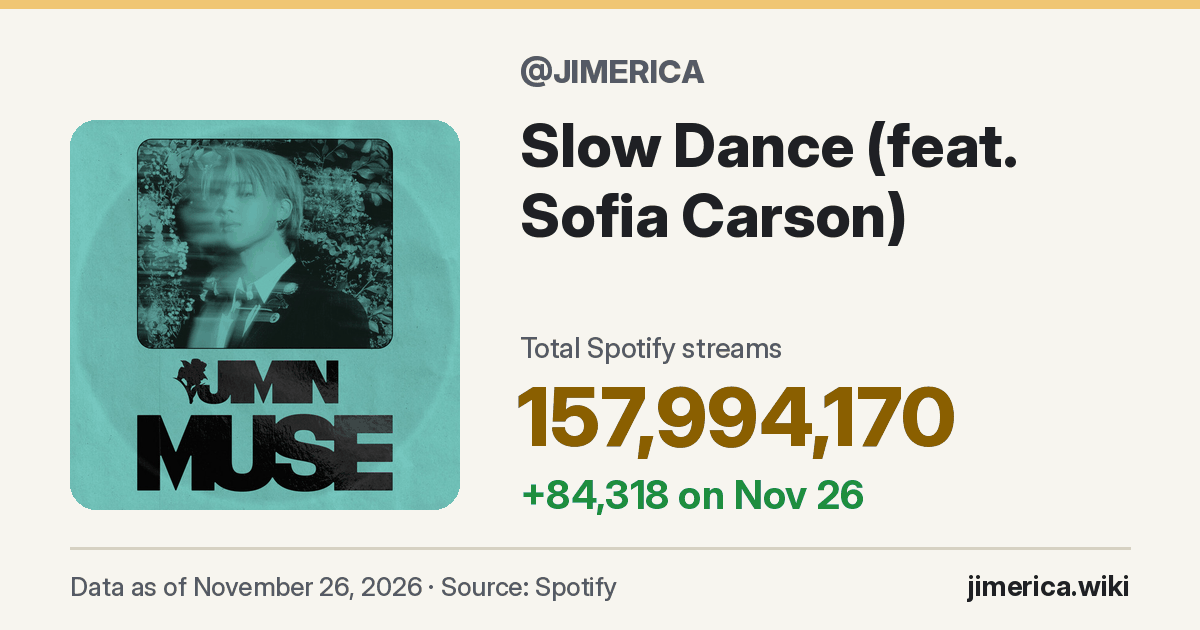 @JIMERICA
Slow Dance (feat.
Sofia Carson)
JIMIN
MUSE
Total Spotify streams
157,994,170
+84,318 on Nov 26
Data as of November 26, 2026 · Source: Spotify
jimerica.wiki